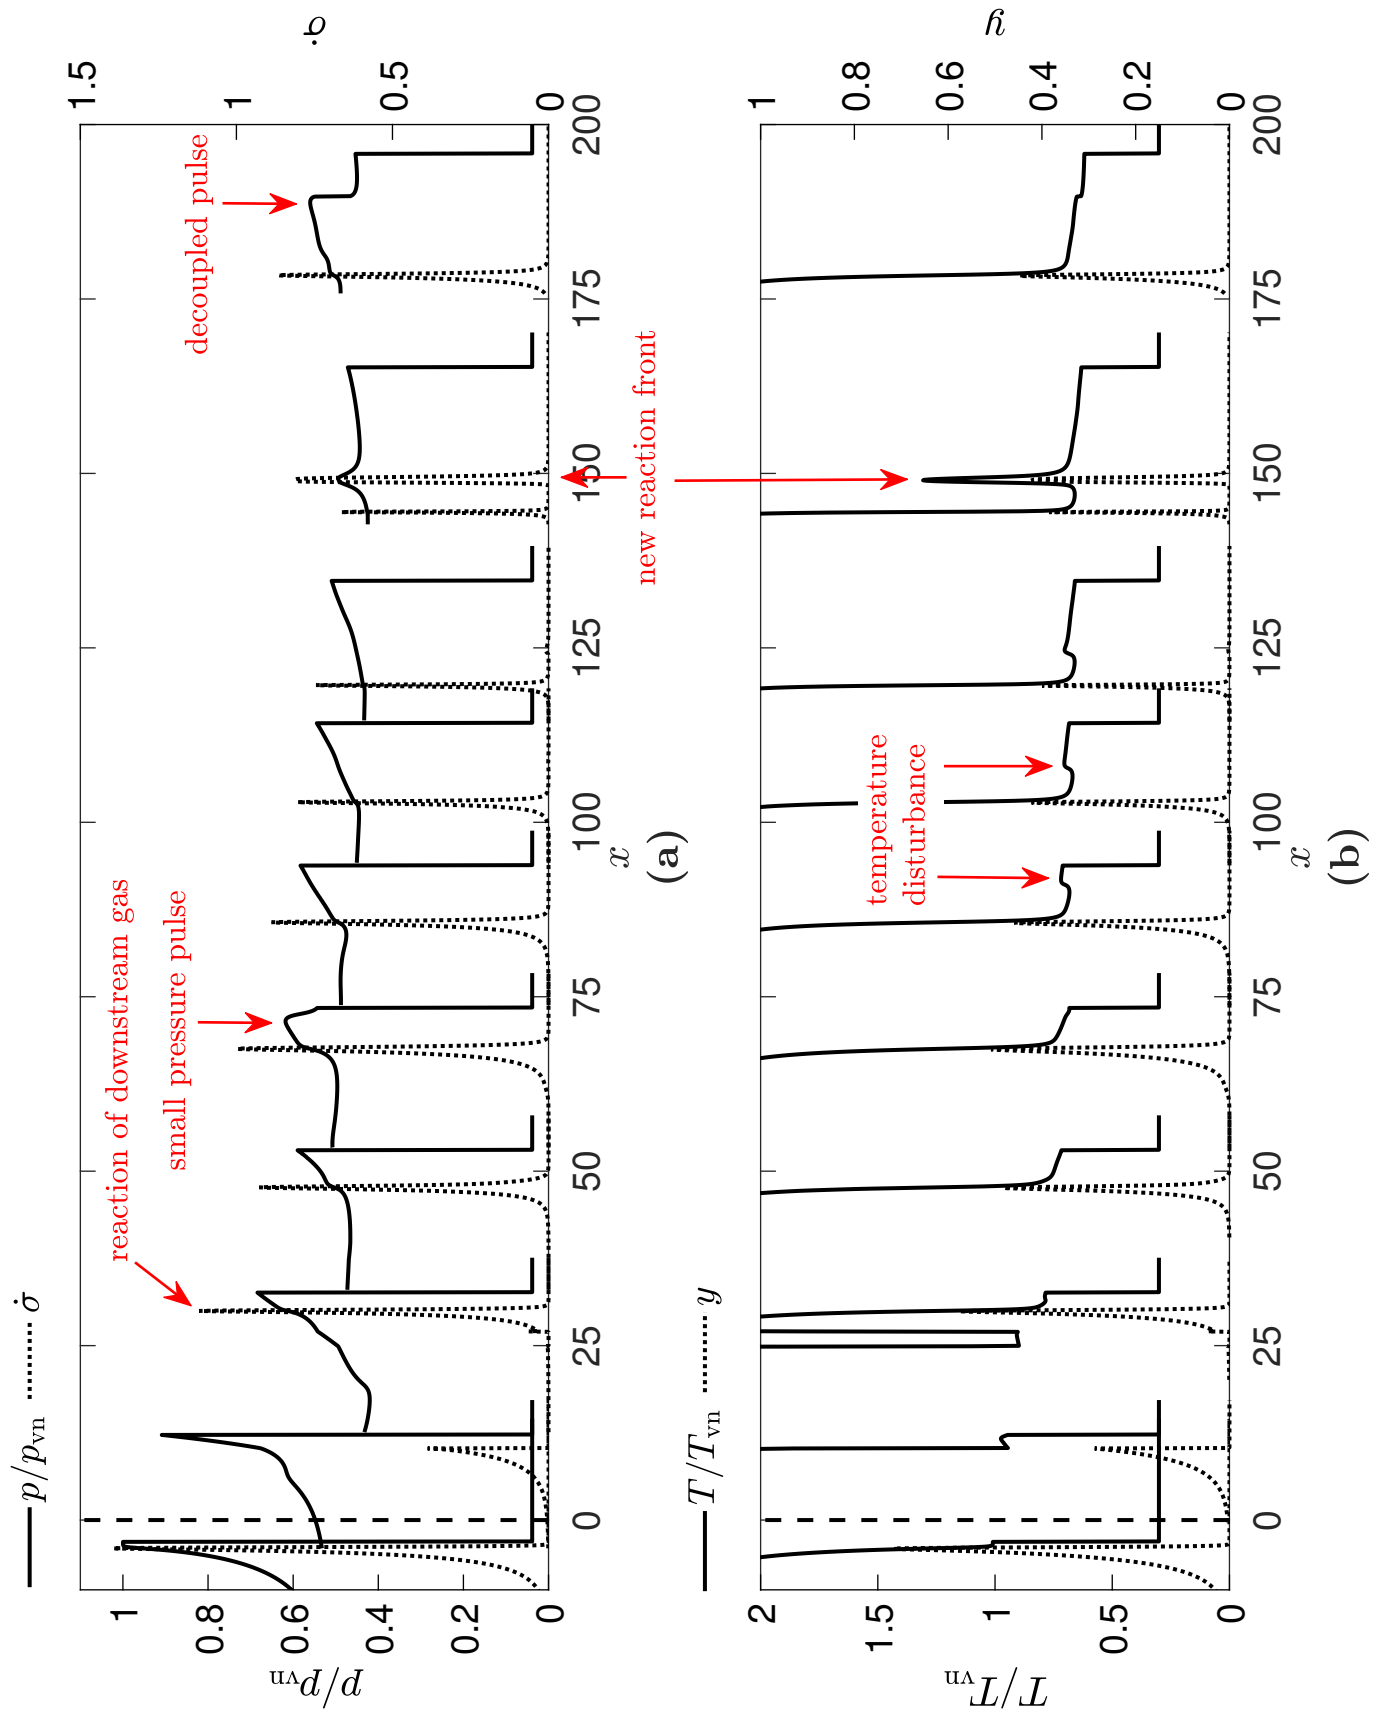 p/p_vn σ̇
reaction of downstream gas
small pressure pulse
decoupled pulse
p/p_vn
1
0.8
0.6
0.4
0.2
0
σ̇
1.5
1
0.5
0
0
25
50
75
100
125
150
175
200
x
(a)
new reaction front
T/T_vn y
temperature
disturbance
T/T_vn
2
1.5
1
0.5
0
y
1
0.8
0.6
0.4
0.2
0
0
25
50
75
100
125
150
175
200
x
(b)